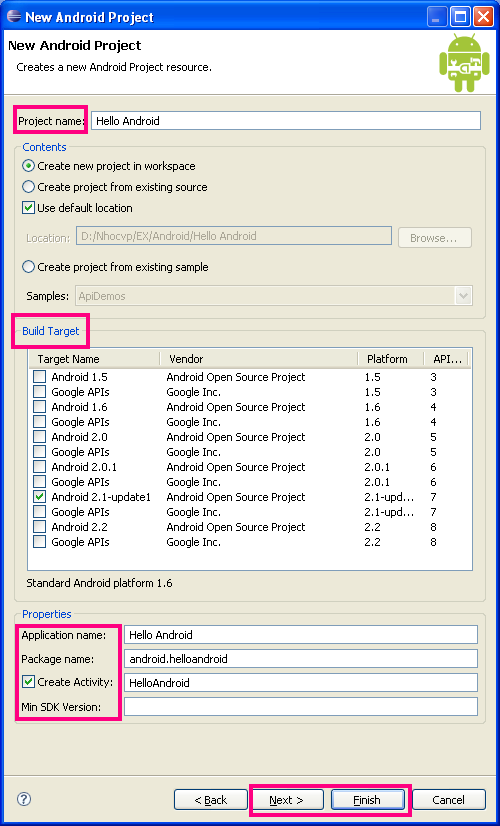 New Android Project
New Android Project
Creates a new Android Project resource.
Project name: Hello Android
Contents
Create new project in workspace
Create project from existing source
Use default location
Location: D:/Nhocvp/EX/Android/Hello Android Browse...
Create project from existing sample
Samples: ApiDemos
Build Target
Target Name Vendor Platform API...
Android 1.5 Android Open Source Project 1.5 3
Google APIs Google Inc. 1.5 3
Android 1.6 Android Open Source Project 1.6 4
Google APIs Google Inc. 1.6 4
Android 2.0 Android Open Source Project 2.0 5
Google APIs Google Inc. 2.0 5
Android 2.0.1 Android Open Source Project 2.0.1 6
Google APIs Google Inc. 2.0.1 6
Android 2.1-update1 Android Open Source Project 2.1-upd... 7
Google APIs Google Inc. 2.1-upd... 7
Android 2.2 Android Open Source Project 2.2 8
Google APIs Google Inc. 2.2 8
Standard Android platform 1.6
Properties
Application name: Hello Android
Package name: android.helloandroid
Create Activity: HelloAndroid
Min SDK Version:
? < Back Next > Finish Cancel